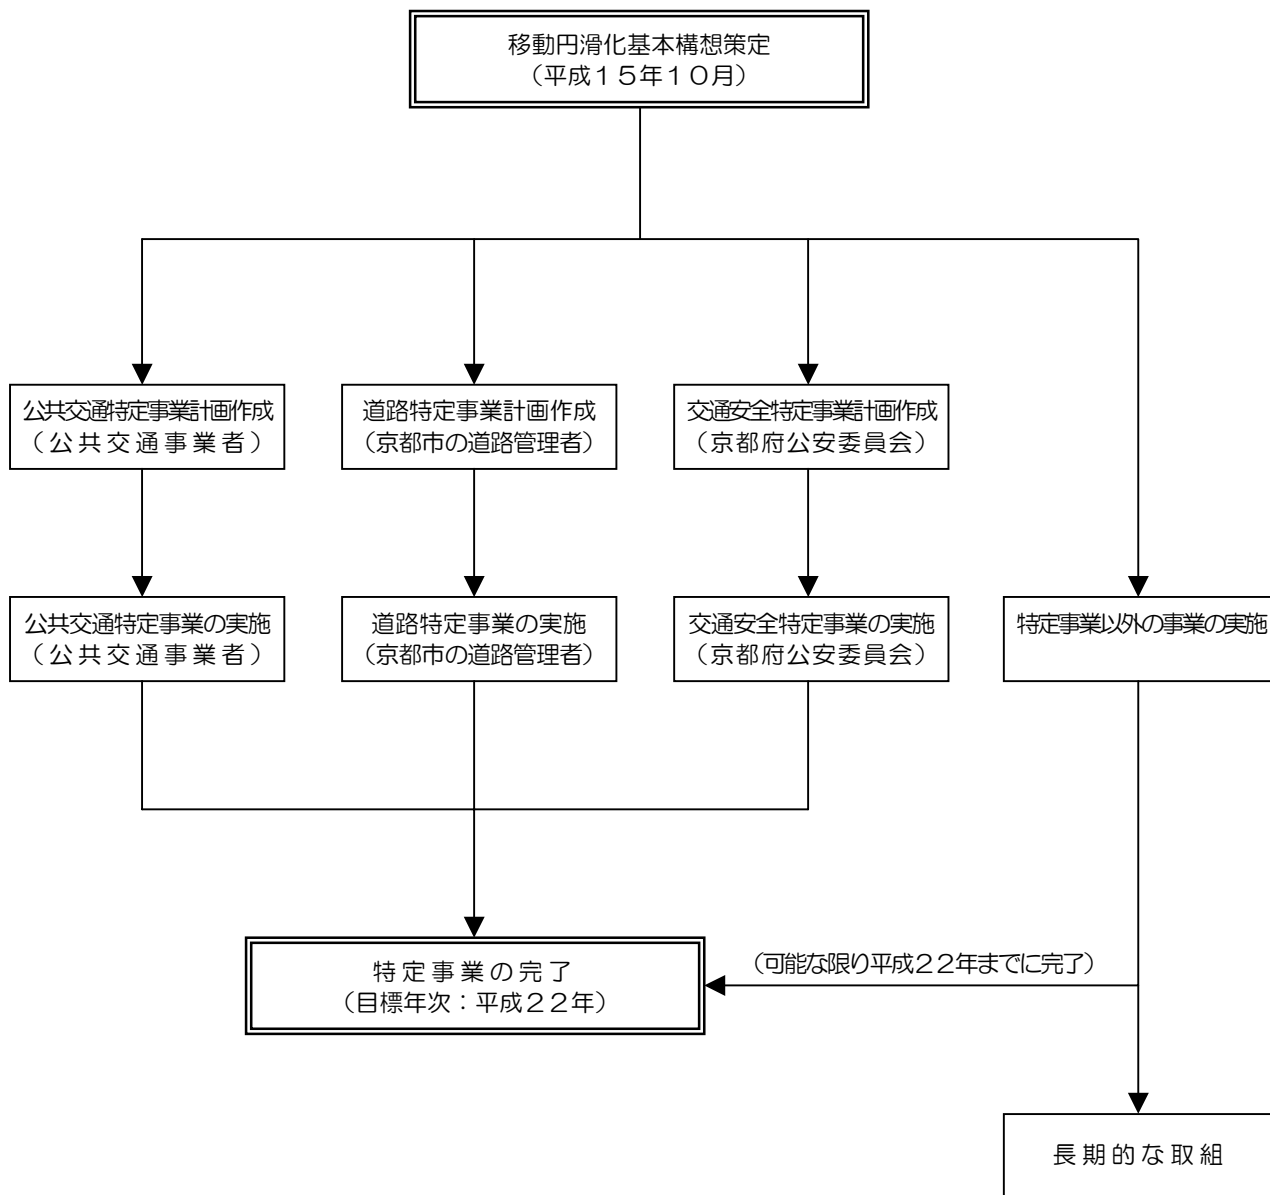 移動円滑化基本構想策定
（平成１５年１０月）
公共交通特定事業計画作成
（公共交通事業者）
道路特定事業計画作成
（京都市の道路管理者）
交通安全特定事業計画作成
（京都府公安委員会）
公共交通特定事業の実施
（公共交通事業者）
道路特定事業の実施
（京都市の道路管理者）
交通安全特定事業の実施
（京都府公安委員会）
特定事業以外の事業の実施
特定事業の完了
（目標年次：平成２２年）
（可能な限り平成２２年までに完了）
長期的な取組